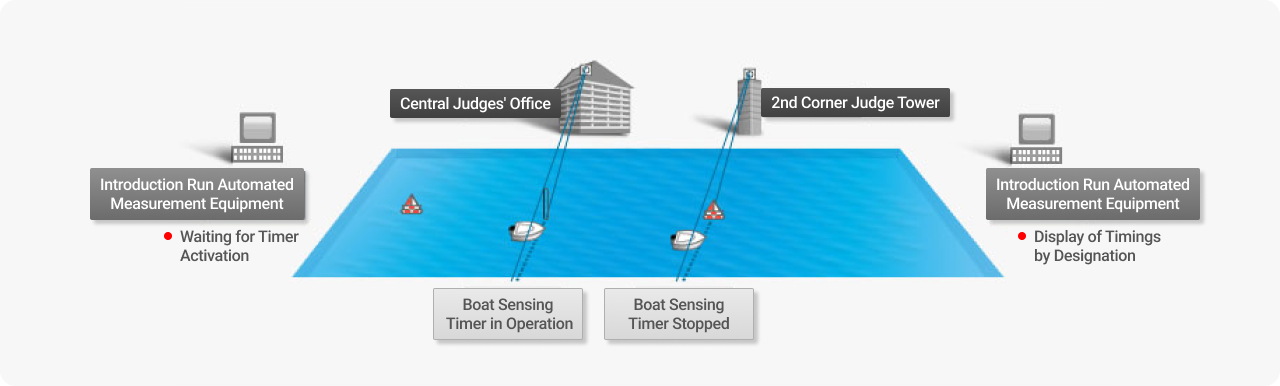 Central Judges' Office
2nd Corner Judge Tower
Introduction Run Automated
Measurement Equipment
Waiting for Timer
Activation
Introduction Run Automated
Measurement Equipment
Display of Timings
by Designation
Boat Sensing
Timer in Operation
Boat Sensing
Timer Stopped